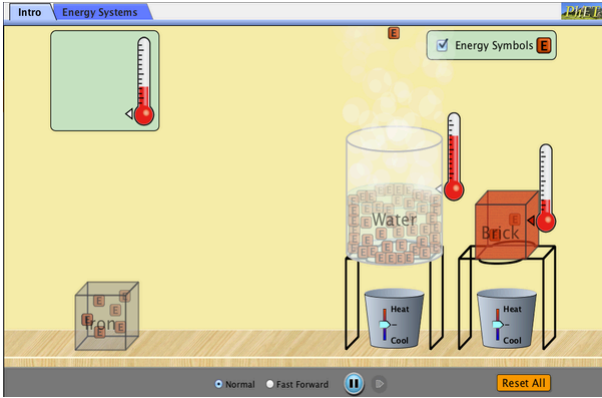 Intro
Energy Systems
PhET
Energy Symbols E
E
Water
Brick
Iron
Heat
Cool
Heat
Cool
Normal
Fast Forward
Reset All